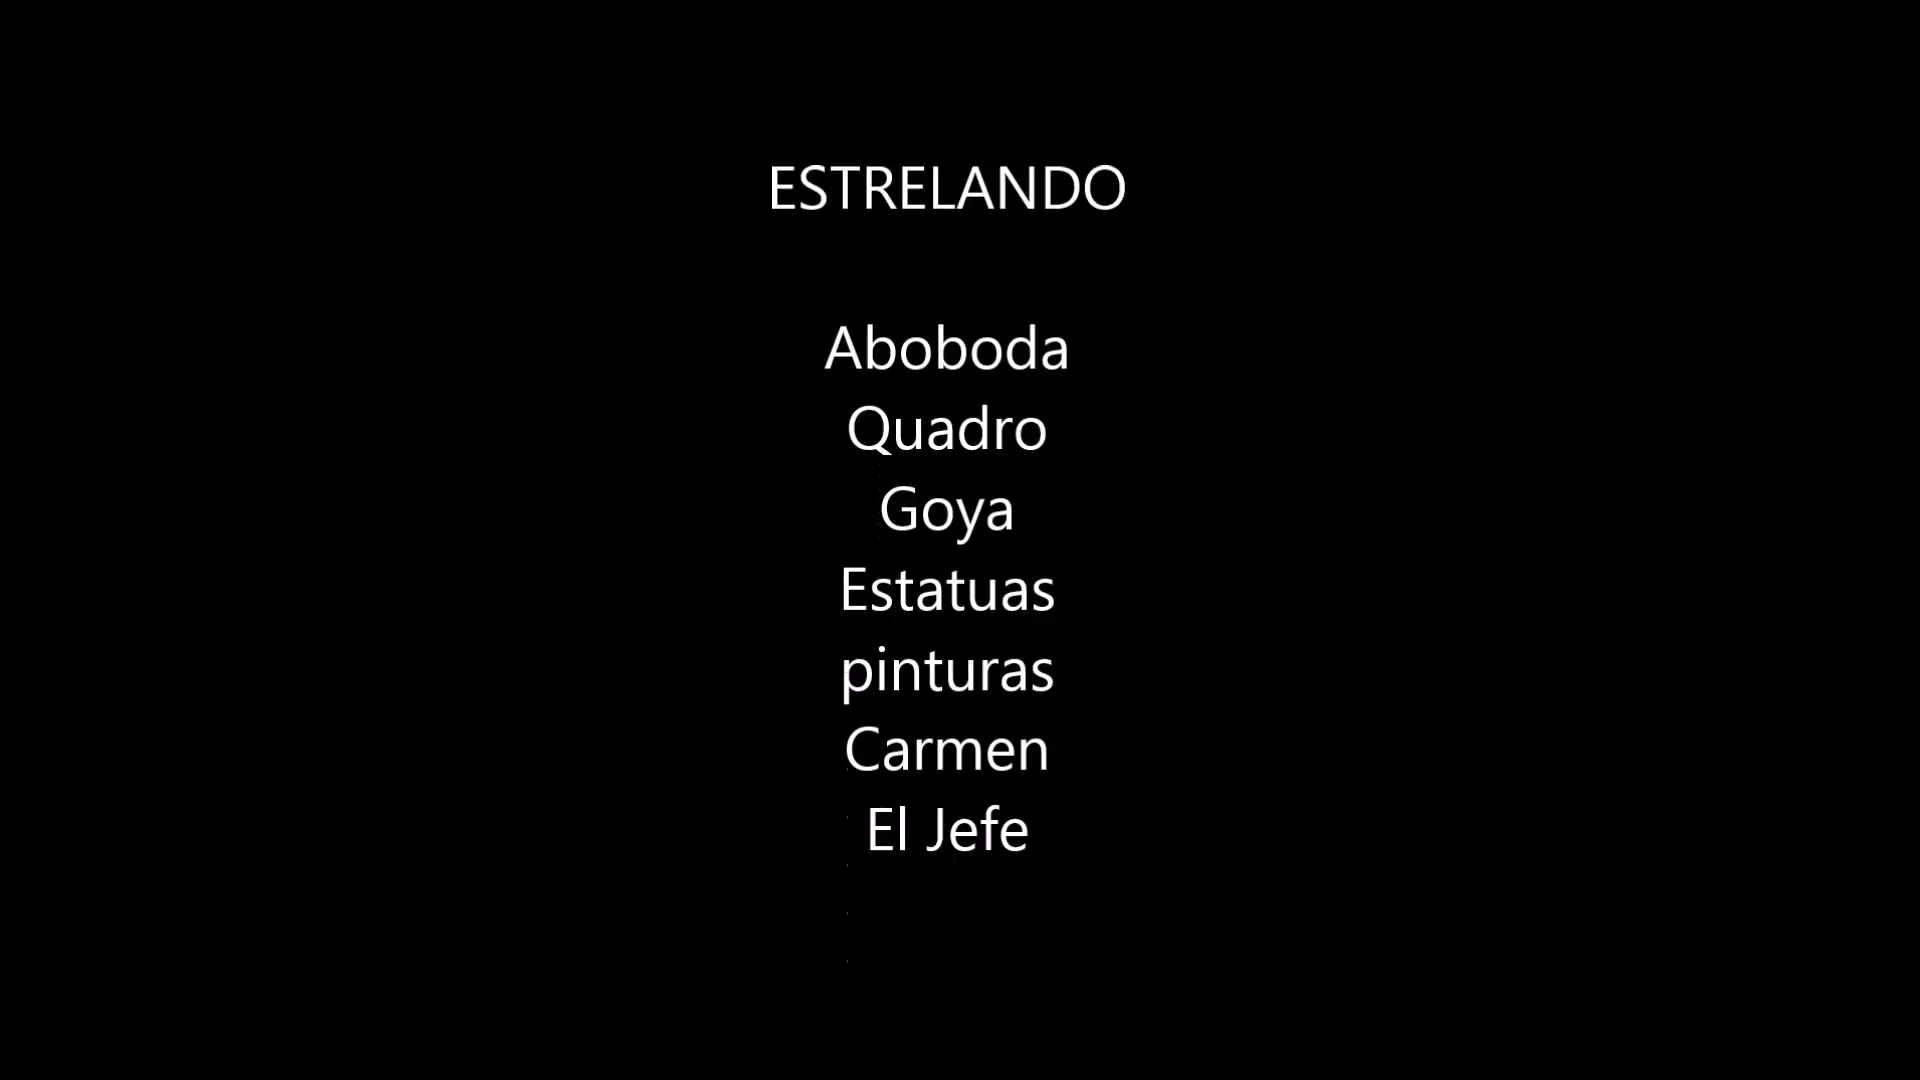 ESTRELANDO
Aboboda
Quadro
Goya
Estatuas
pinturas
Carmen
El Jefe